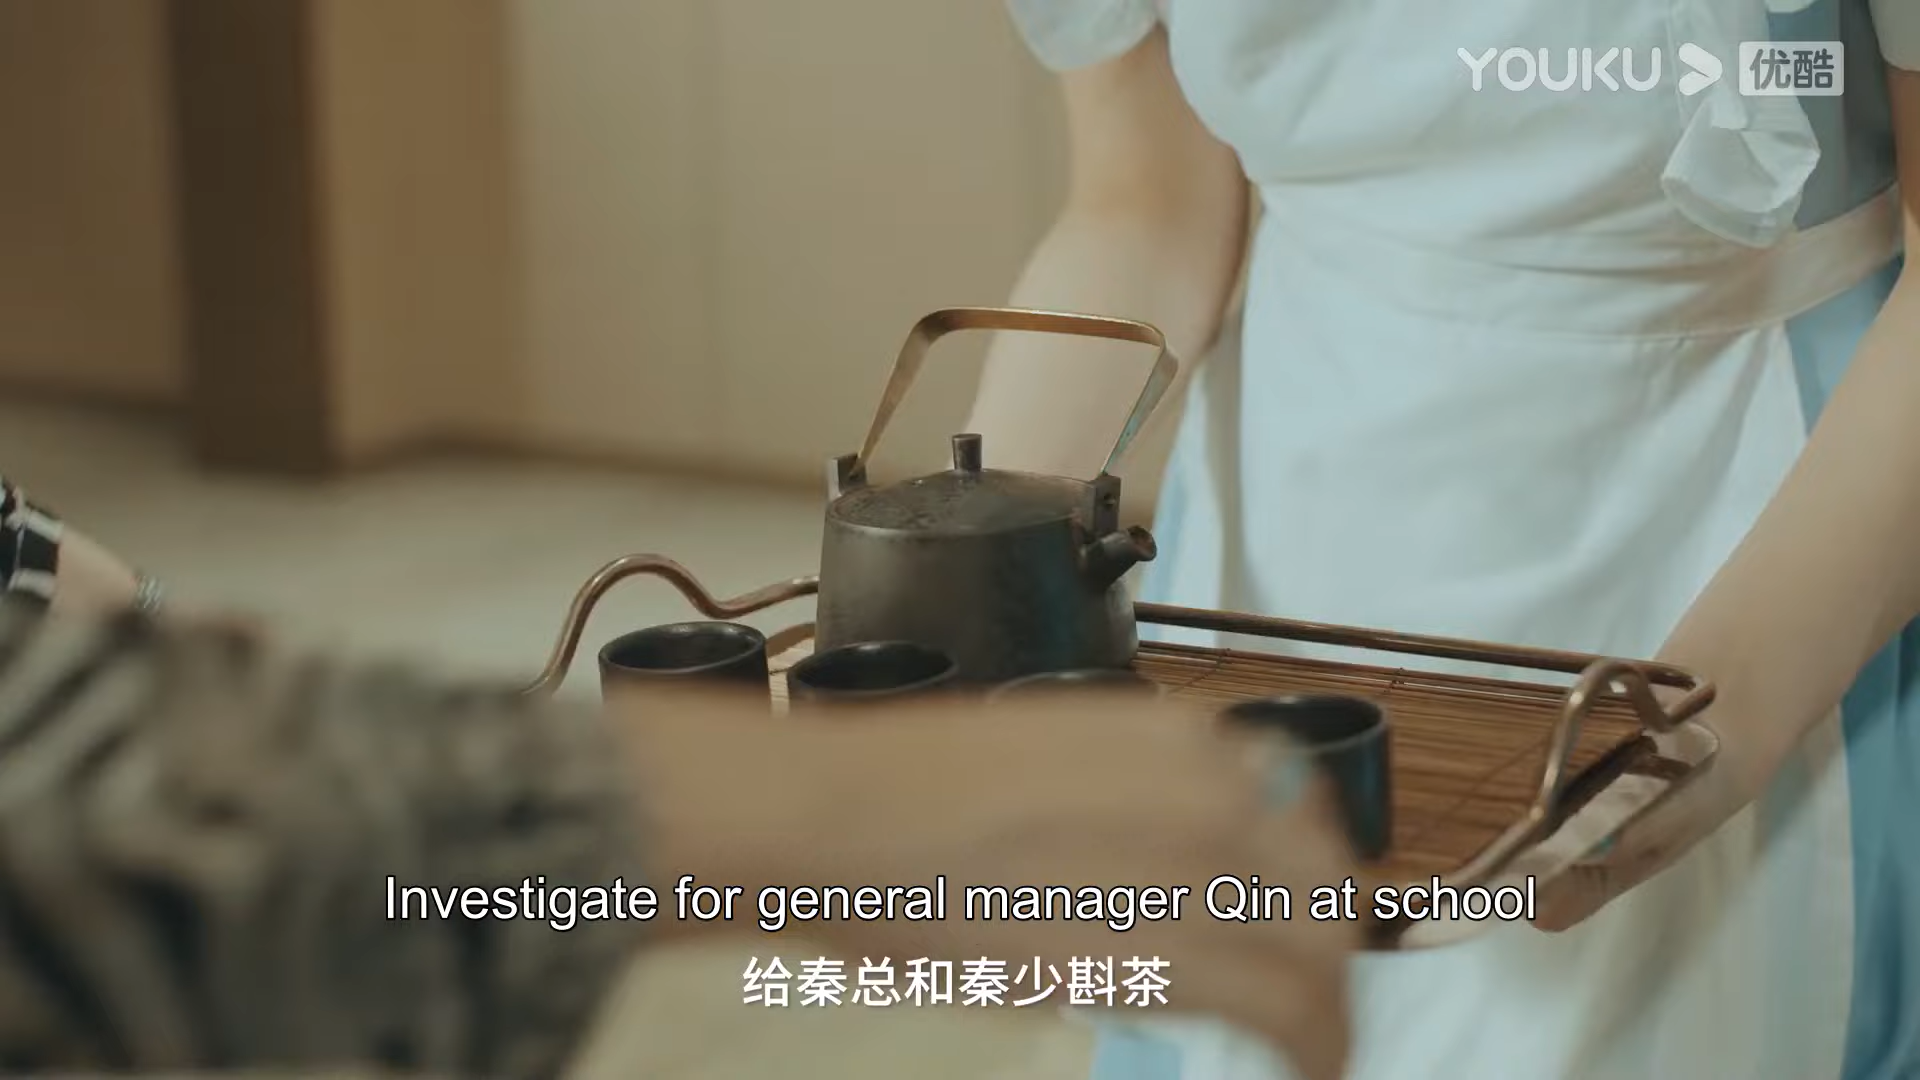 YOUKU 优酷
Investigate for general manager Qin at school
给秦总和秦少斟茶